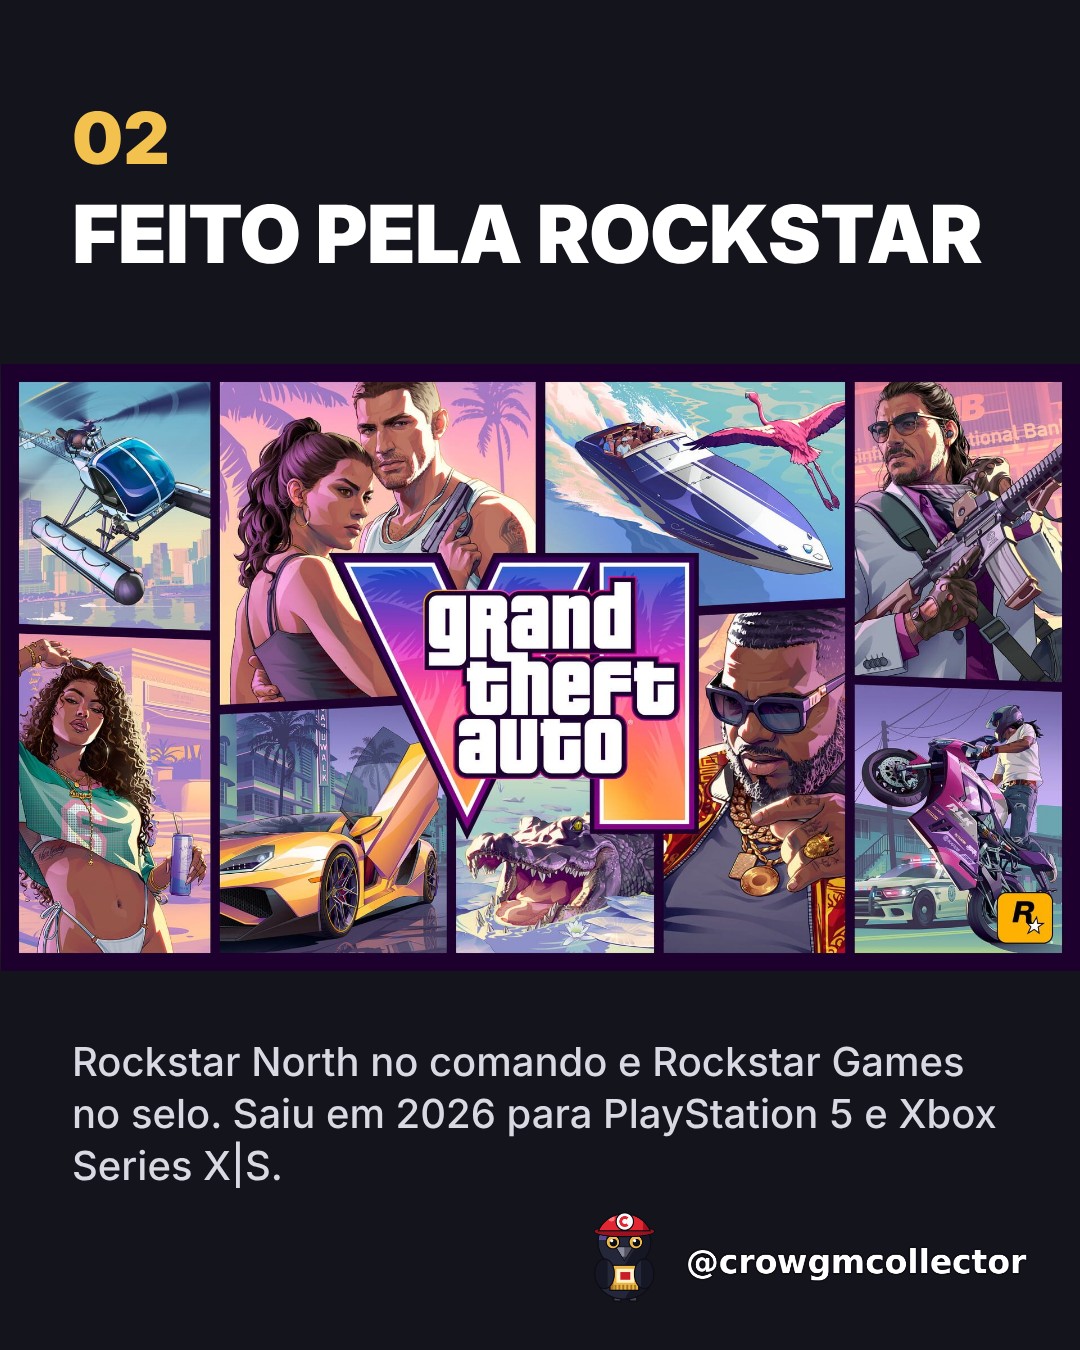 02
FEITO PELA ROCKSTAR
VI
grand
theft
auto
R
Rockstar North no comando e Rockstar Games
no selo. Saiu em 2026 para PlayStation 5 e Xbox
Series X|S.
C
@crowgmcollector